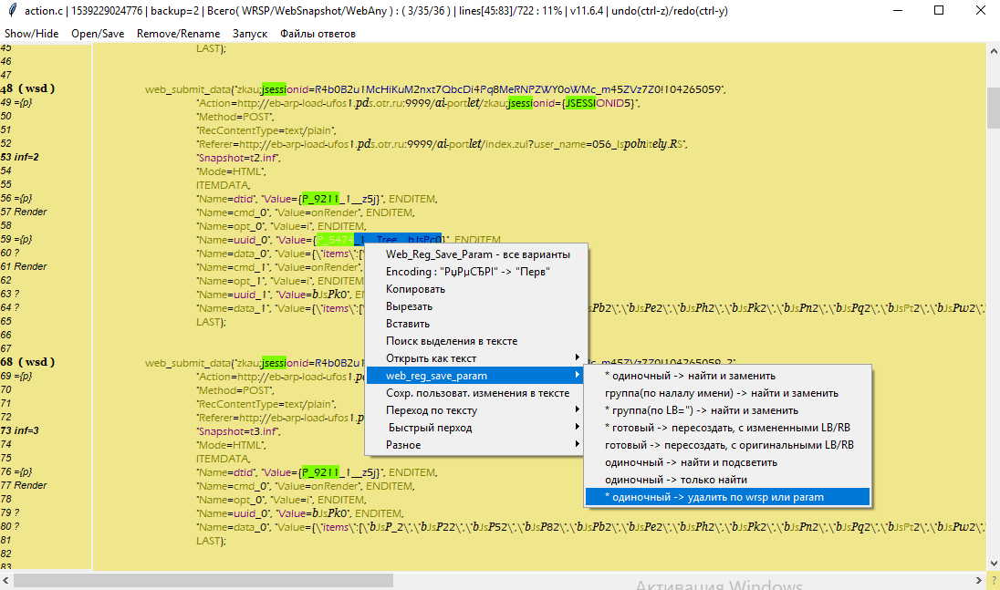 action.c | 1539229024776 | backup=2 | Всего( WRSP/WebSnapshot/WebAny ) : ( 3/35/36 ) | lines[45:83]/722 : 11% | v11.6.4 | undo(ctrl-z)/redo(ctrl-y)
Show/Hide Open/Save Remove/Rename Запуск Файлы ответов
45 LAST);
46
47
48 ( wsd ) web_submit_data("zkau;jsessionid=R4b0B2u1McHiKuM2nxt7QbcDi4Pq8MeRNPZWY0oWMc_m45ZVz7Z0!104265059",
49 ={p} "Action=http://eb-arp-load-ufos1.pds.otr.ru:9999/ai-portlet/zkau;jsessionid={JSESSIONID5}",
50 "Method=POST",
51 "RecContentType=text/plain",
52 "Referer=http://eb-arp-load-ufos1.pds.otr.ru:9999/ai-portlet/index.zul?user_name=056_Ispolnitely.RS",
53 inf=2 "Snapshot=t2.inf",
54 "Mode=HTML",
55 ITEMDATA,
56 ={p} "Name=dtid", "Value={P_9211_1__z5j}", ENDITEM,
57 Render "Name=cmd_0", "Value=onRender", ENDITEM,
58 "Name=opt_0", "Value=i", ENDITEM,
59 ={p} "Name=uuid_0", "Value={P_5474_1__Tree__bJsPc0}", ENDITEM,
60 ? "Name=data_0", "Value={\"items\":[
61 Render "Name=cmd_1", "Value=onRender",
62 "Name=opt_1", "Value=i", ENDITEM
63 ? "Name=uuid_1", "Value=bJsPk0", EN
64 ? "Name=data_1", "Value={\"items\":[" Pb2\",\"bJsPe2\",\"bJsPh2\",\"bJsPk2\",\"bJsPn2\",\"bJsPq2\",\"bJsPt2\",\"bJsPw2\",\
65 LAST);
66
67
68 ( wsd ) web_submit_data("zkau;jsessionid=R4b0B2u1 c_m45ZVz7Z0!104265059_2",
69 ={p} "Action=http://eb-arp-load-ufos1.p
70 "Method=POST",
71 "RecContentType=text/plain",
72 "Referer=http://eb-arp-load-ufos1.p
73 inf=3 "Snapshot=t3.inf",
74 "Mode=HTML",
75 ITEMDATA,
76 ={p} "Name=dtid", "Value={P_9211_1__z5j}", ENDITEM,
77 Render "Name=cmd_0", "Value=onRender", ENDITEM,
78 "Name=opt_0", "Value=i", ENDITEM,
79 ? "Name=uuid_0", "Value=bJsPk0", ENDITEM,
80 ? "Name=data_0", "Value={\"items\":[\"bJsP_2\",\"bJsP22\",\"bJsP52\",\"bJsP82\",\"bJsPb2\",\"bJsPe2\",\"bJsPh2\",\"bJsPk2\",\"bJsPn2\",\"bJsPq2\",\"bJsPt2\",\"bJsPw2\",\
81 LAST);
82
83
Web_Reg_Save_Param - все варианты
Encoding : "РџРµСЂРІ" -> "Перв"
Копировать
Вырезать
Вставить
Поиск выделения в тексте
Открыть как текст
web_reg_save_param
Сохр. пользоват. изменения в тексте
Переход по тексту
Быстрый перход
Разное
* одиночный -> найти и заменить
группа(по налалу имени) -> найти и заменить
* группа(по LB=") -> найти и заменить
* готовый -> пересоздать, с измененными LB/RB
готовый -> пересоздать, с оригинальными LB/RB
одиночный -> найти и подсветить
одиночный -> только найти
* одиночный -> удалить по wrsp или param
Активация Windows
?